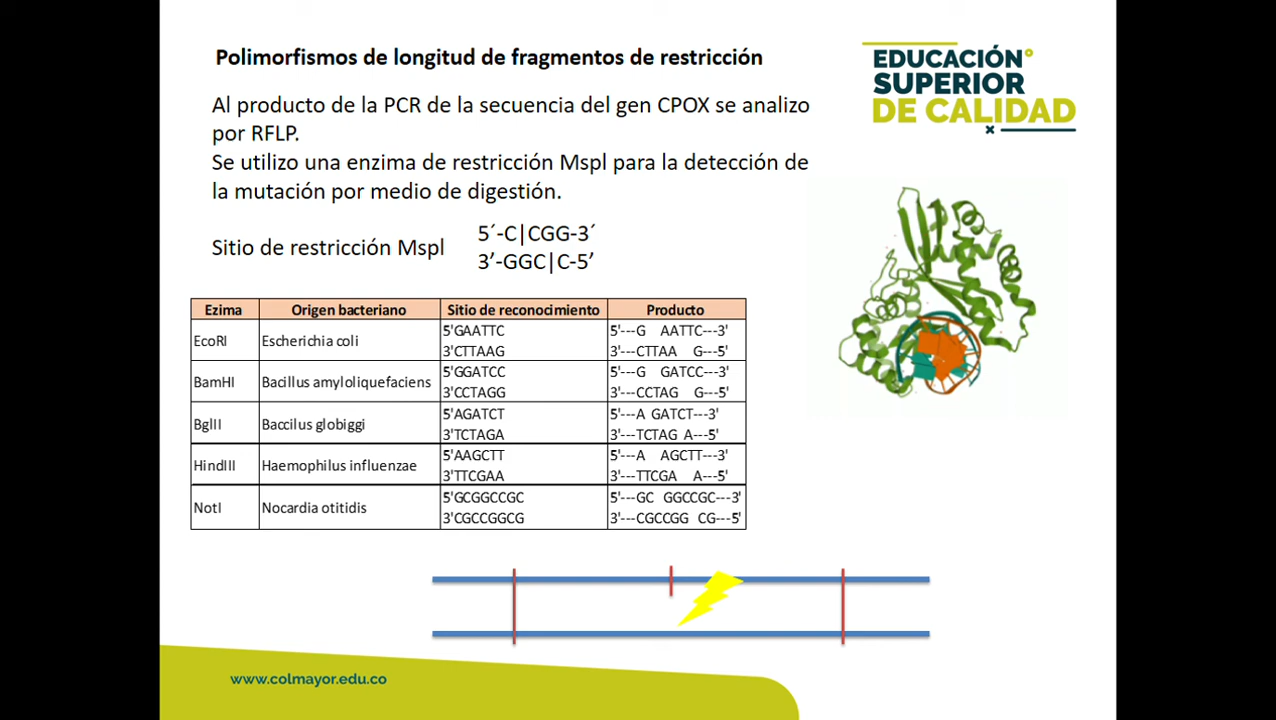 Polimorfismos de longitud de fragmentos de restricción
EDUCACIÓN
SUPERIOR
DE CALIDAD
Al producto de la PCR de la secuencia del gen CPOX se analizo
por RFLP.
Se utilizo una enzima de restricción Mspl para la detección de
la mutación por medio de digestión.
Sitio de restricción Mspl
5´-C|CGG-3´
3’-GGC|C-5’
Ezima Origen bacteriano Sitio de reconocimiento Producto
EcoRI Escherichia coli
5'GAATTC 5'---G AATTC---3'
3'CTTAAG 3'---CTTAA G---5'
BamHI Bacillus amyloliquefaciens
5'GGATCC 5'---G GATCC---3'
3'CCTAGG 3'---CCTAG G---5'
BglII Baccilus globiggi
5'AGATCT 5'---A GATCT---3'
3'TCTAGA 3'---TCTAG A---5'
HindIII Haemophilus influenzae
5'AAGCTT 5'---A AGCTT---3'
3'TTCGAA 3'---TTCGA A---5'
NotI Nocardia otitidis
5'GCGGCCGC 5'---GC GGCCGC---3'
3'CGCCGGCG 3'---CGCCGG CG---5'
www.colmayor.edu.co